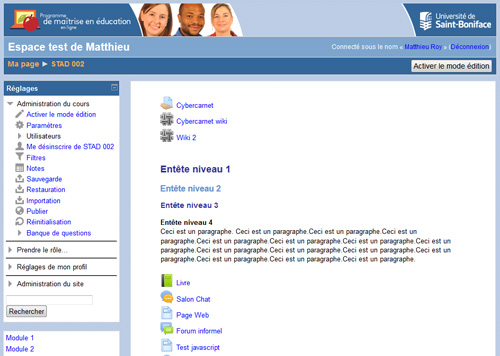 Programme
de maîtrise en éducation
en ligne
Université de
Saint-Boniface
Espace test de Matthieu
Connecté sous le nom « Matthieu Roy » (Déconnexion)
Ma page ► STAD 002
Activer le mode édition
Réglages
Administration du cours
Activer le mode édition
Paramètres
Utilisateurs
Me désinscrire de STAD 002
Filtres
Notes
Sauvegarde
Restauration
Importation
Publier
Réinitialisation
Banque de questions
Prendre le rôle...
Réglages de mon profil
Administration du site
Rechercher
Module 1
Module 2
Cybercarnet
Cybercarnet wiki
Wiki 2
Entête niveau 1
Entête niveau 2
Entête niveau 3
Entête niveau 4
Ceci est un paragraphe. Ceci est un paragraphe.Ceci est un paragraphe.Ceci est un
paragraphe.Ceci est un paragraphe.Ceci est un paragraphe.Ceci est un paragraphe.Ceci est un
paragraphe.Ceci est un paragraphe.Ceci est un paragraphe.Ceci est un paragraphe.Ceci est un
paragraphe.Ceci est un paragraphe.Ceci est un paragraphe.Ceci est un paragraphe.
Livre
Salon Chat
Page Web
Forum informel
Test javascript